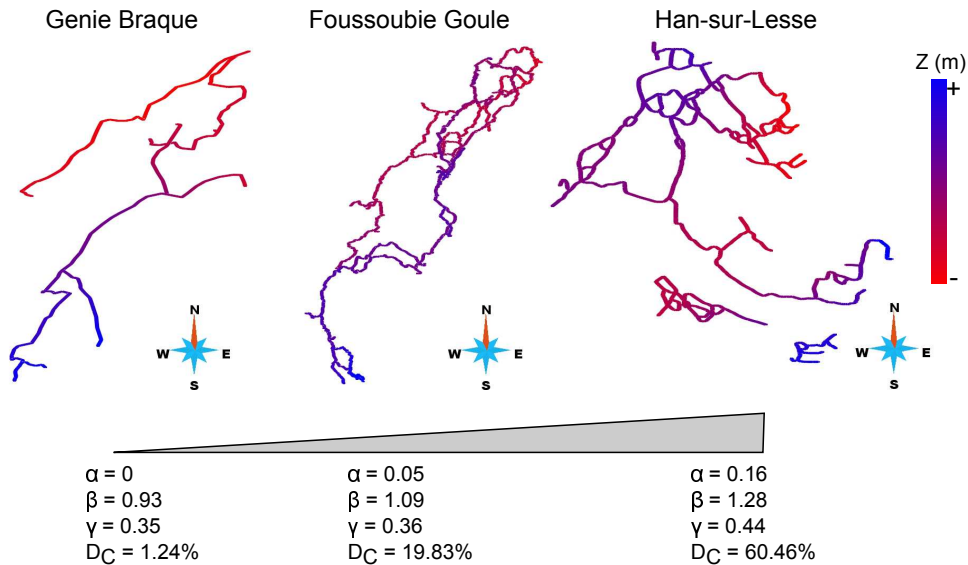 Genie Braque
Foussoubie Goule
Han-sur-Lesse
Z (m)
+
-
N
W E
S
N
W E
S
N
W E
S
α = 0
β = 0.93
γ = 0.35
DC = 1.24%
α = 0.05
β = 1.09
γ = 0.36
DC = 19.83%
α = 0.16
β = 1.28
γ = 0.44
DC = 60.46%